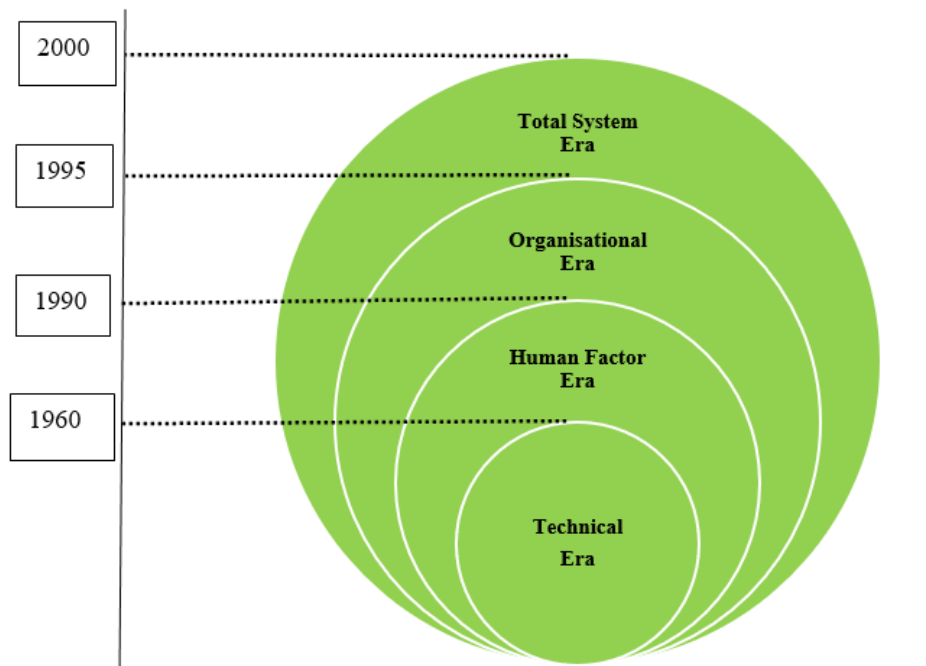 2000
Total System
Era
1995
Organisational
Era
1990
Human Factor
Era
1960
Technical
Era